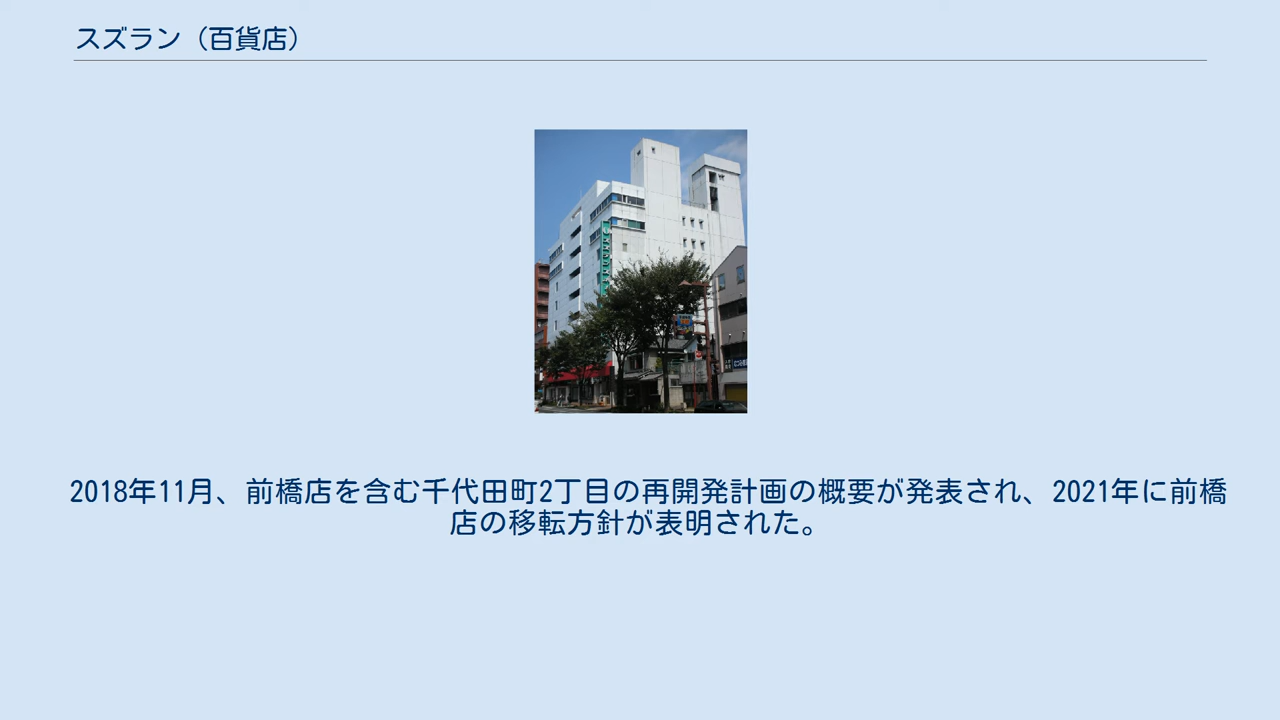 スズラン（百貨店）
2018年11月、前橋店を含む千代田町2丁目の再開発計画の概要が発表され、2021年に前橋
店の移転方針が表明された。